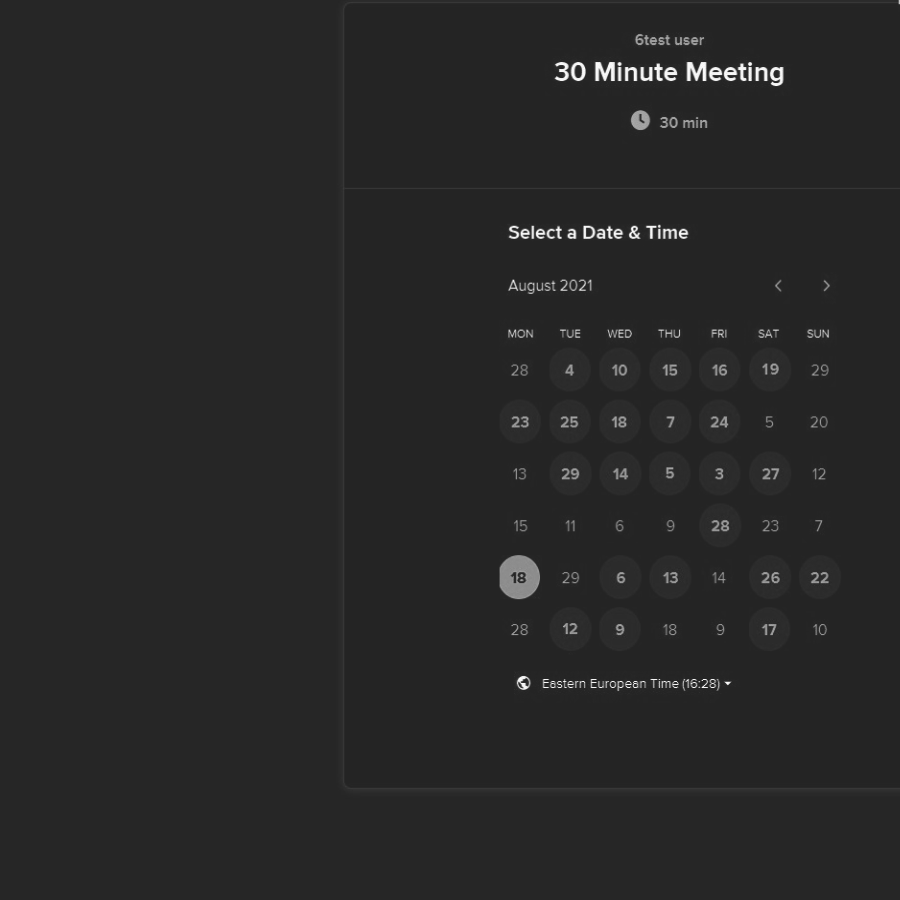 6test user
30 Minute Meeting
30 min
Select a Date & Time
August 2021
MON TUE WED THU FRI SAT SUN
28 4 10 15 16 19 29
23 25 18 7 24 5 20
13 29 14 5 3 27 12
15 11 6 9 28 23 7
18 29 6 13 14 26 22
28 12 9 18 9 17 10
Eastern European Time (16:28)